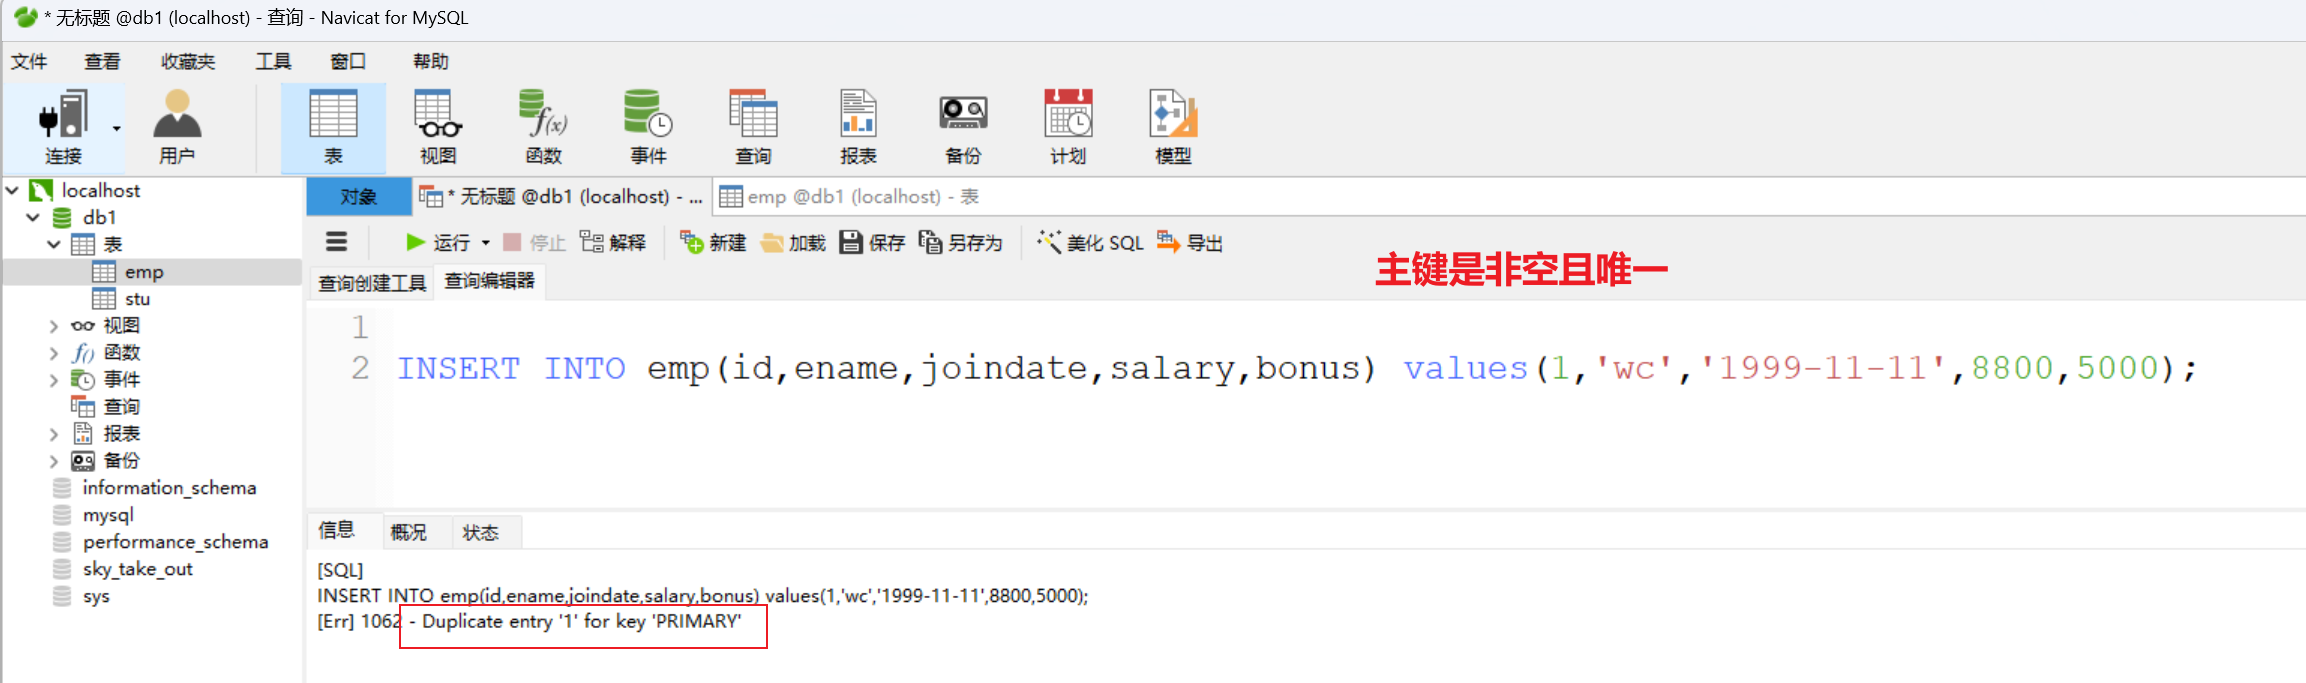 * 无标题 @db1 (localhost) - 查询 - Navicat for MySQL
文件 查看 收藏夹 工具 窗口 帮助
连接 用户 表 视图 函数 事件 查询 报表 备份 计划 模型
localhost
db1
表
emp
stu
视图
函数
事件
查询
报表
备份
information_schema
mysql
performance_schema
sky_take_out
sys
对象 * 无标题 @db1 (localhost) - ... emp @db1 (localhost) - 表
运行 停止 解释 新建 加载 保存 另存为 美化 SQL 导出
主键是非空且唯一
查询创建工具 查询编辑器
1
2 INSERT INTO emp(id,ename,joindate,salary,bonus) values(1,'wc','1999-11-11',8800,5000);
信息 概况 状态
[SQL]
INSERT INTO emp(id,ename,joindate,salary,bonus) values(1,'wc','1999-11-11',8800,5000);
[Err] 1062 - Duplicate entry '1' for key 'PRIMARY'